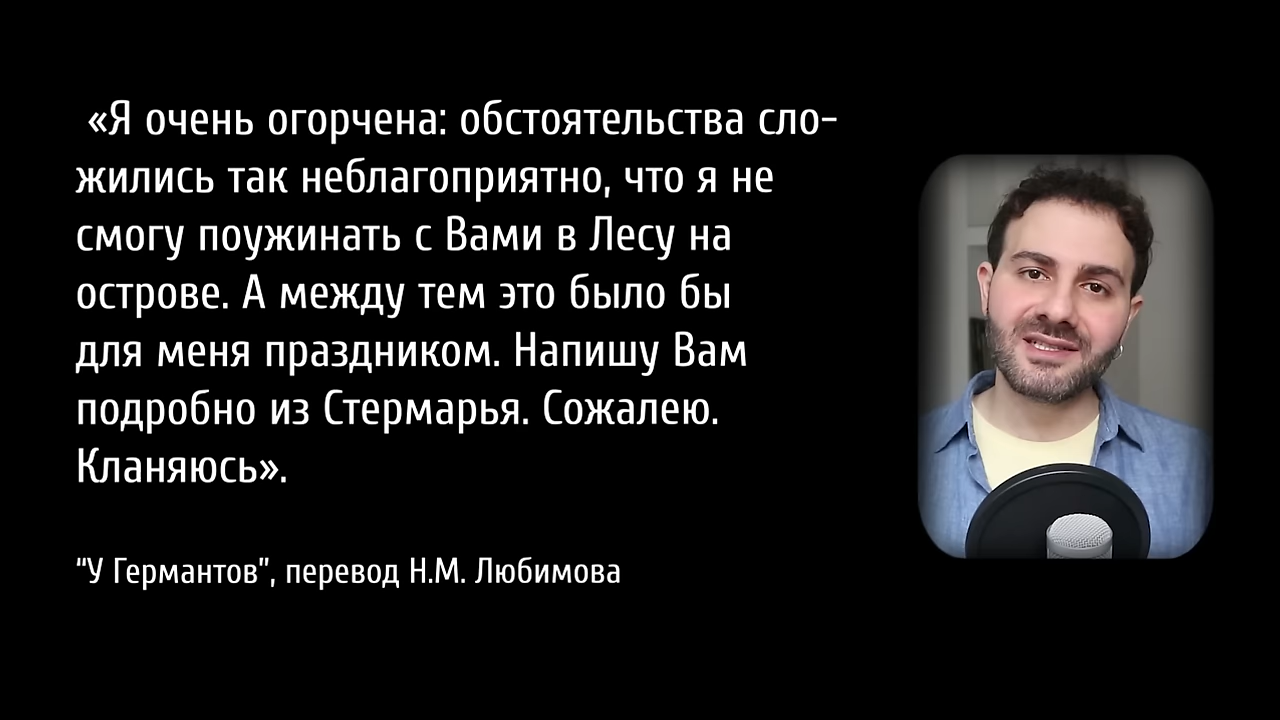 «Я очень огорчена: обстоятельства сло-
жились так неблагоприятно, что я не
смогу поужинать с Вами в Лесу на
острове. А между тем это было бы
для меня праздником. Напишу Вам
подробно из Стермарья. Сожалею.
Кланяюсь».
“У Германтов”, перевод Н.М. Любимова